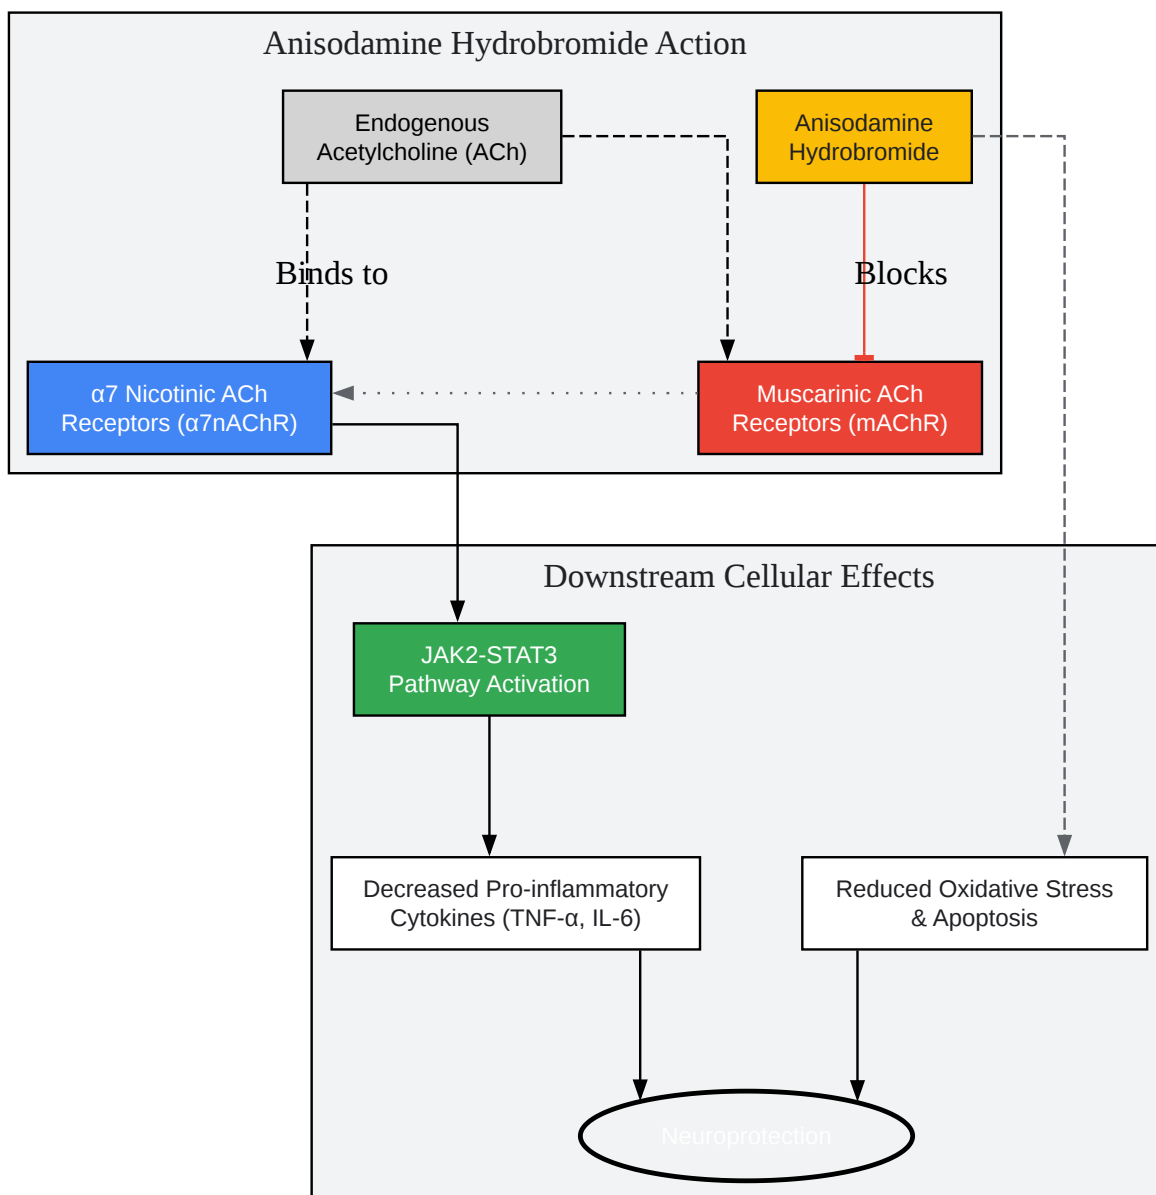 Anisodamine Hydrobromide Action
Endogenous
Acetylcholine (ACh)
Anisodamine
Hydrobromide
Binds to
Blocks
α7 Nicotinic ACh
Receptors (α7nAChR)
Muscarinic ACh
Receptors (mAChR)
Downstream Cellular Effects
JAK2-STAT3
Pathway Activation
Decreased Pro-inflammatory
Cytokines (TNF-α, IL-6)
Reduced Oxidative Stress
& Apoptosis
Neuroprotection